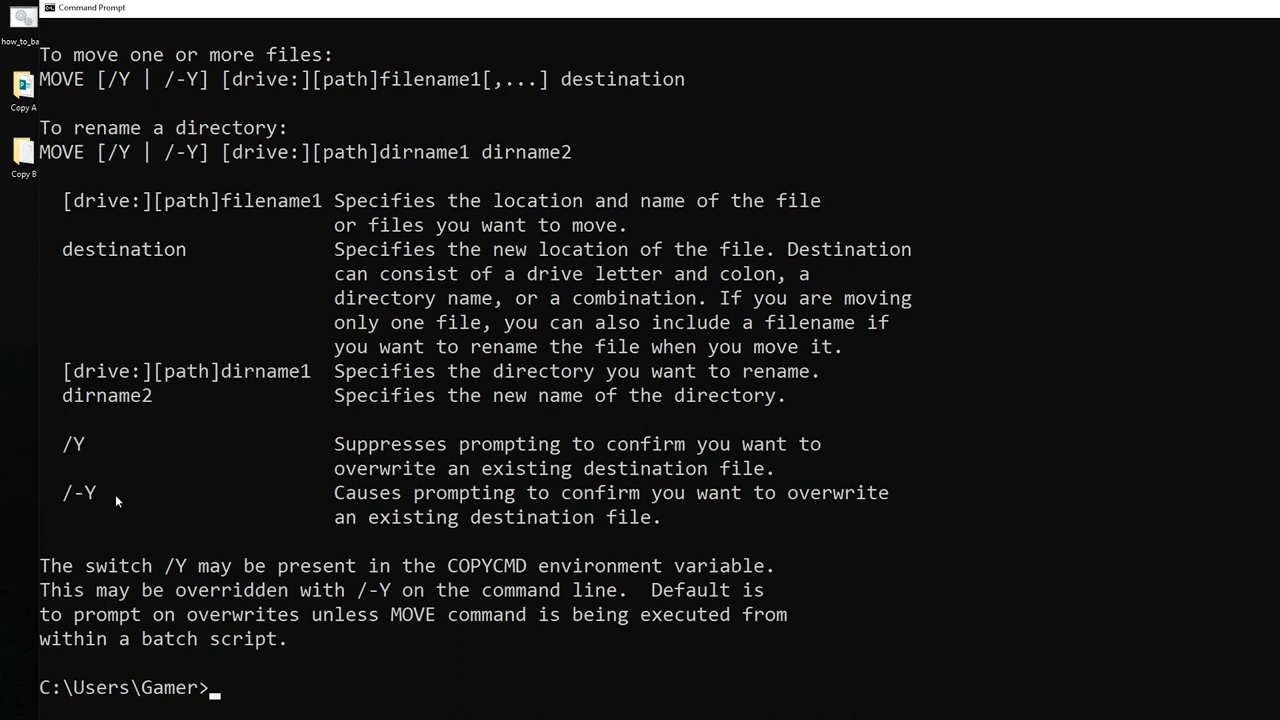 Command Prompt
how_to_ba
Copy A
Copy B
To move one or more files:
MOVE [/Y | /-Y] [drive:][path]filename1[,...] destination
To rename a directory:
MOVE [/Y | /-Y] [drive:][path]dirname1 dirname2
[drive:][path]filename1 Specifies the location and name of the file
or files you want to move.
destination Specifies the new location of the file. Destination
can consist of a drive letter and colon, a
directory name, or a combination. If you are moving
only one file, you can also include a filename if
you want to rename the file when you move it.
[drive:][path]dirname1 Specifies the directory you want to rename.
dirname2 Specifies the new name of the directory.
/Y Suppresses prompting to confirm you want to
overwrite an existing destination file.
/-Y Causes prompting to confirm you want to overwrite
an existing destination file.
The switch /Y may be present in the COPYCMD environment variable.
This may be overridden with /-Y on the command line. Default is
to prompt on overwrites unless MOVE command is being executed from
within a batch script.
C:\Users\Gamer>